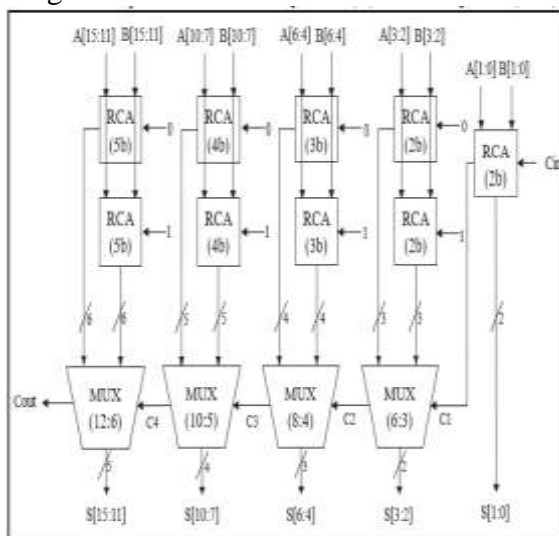 A[15:11] B[15:11] A[10:7] B[10:7] A[6:4] B[6:4] A[3:2] B[3:2]
A[1:0] B[1:0]
RCA (5b) 0 RCA (4b) 0 RCA (3b) 0 RCA (2b) 0
RCA (2b) Cin
RCA (5b) 1 RCA (4b) 1 RCA (3b) 1 RCA (2b) 1
6 6 5 5 4 4 3 3 2
Cout MUX (12:6) C4 MUX (10:5) C3 MUX (8:4) C2 MUX (6:3) C1
5 4 3 2
S[15:11] S[10:7] S[6:4] S[3:2] S[1:0]